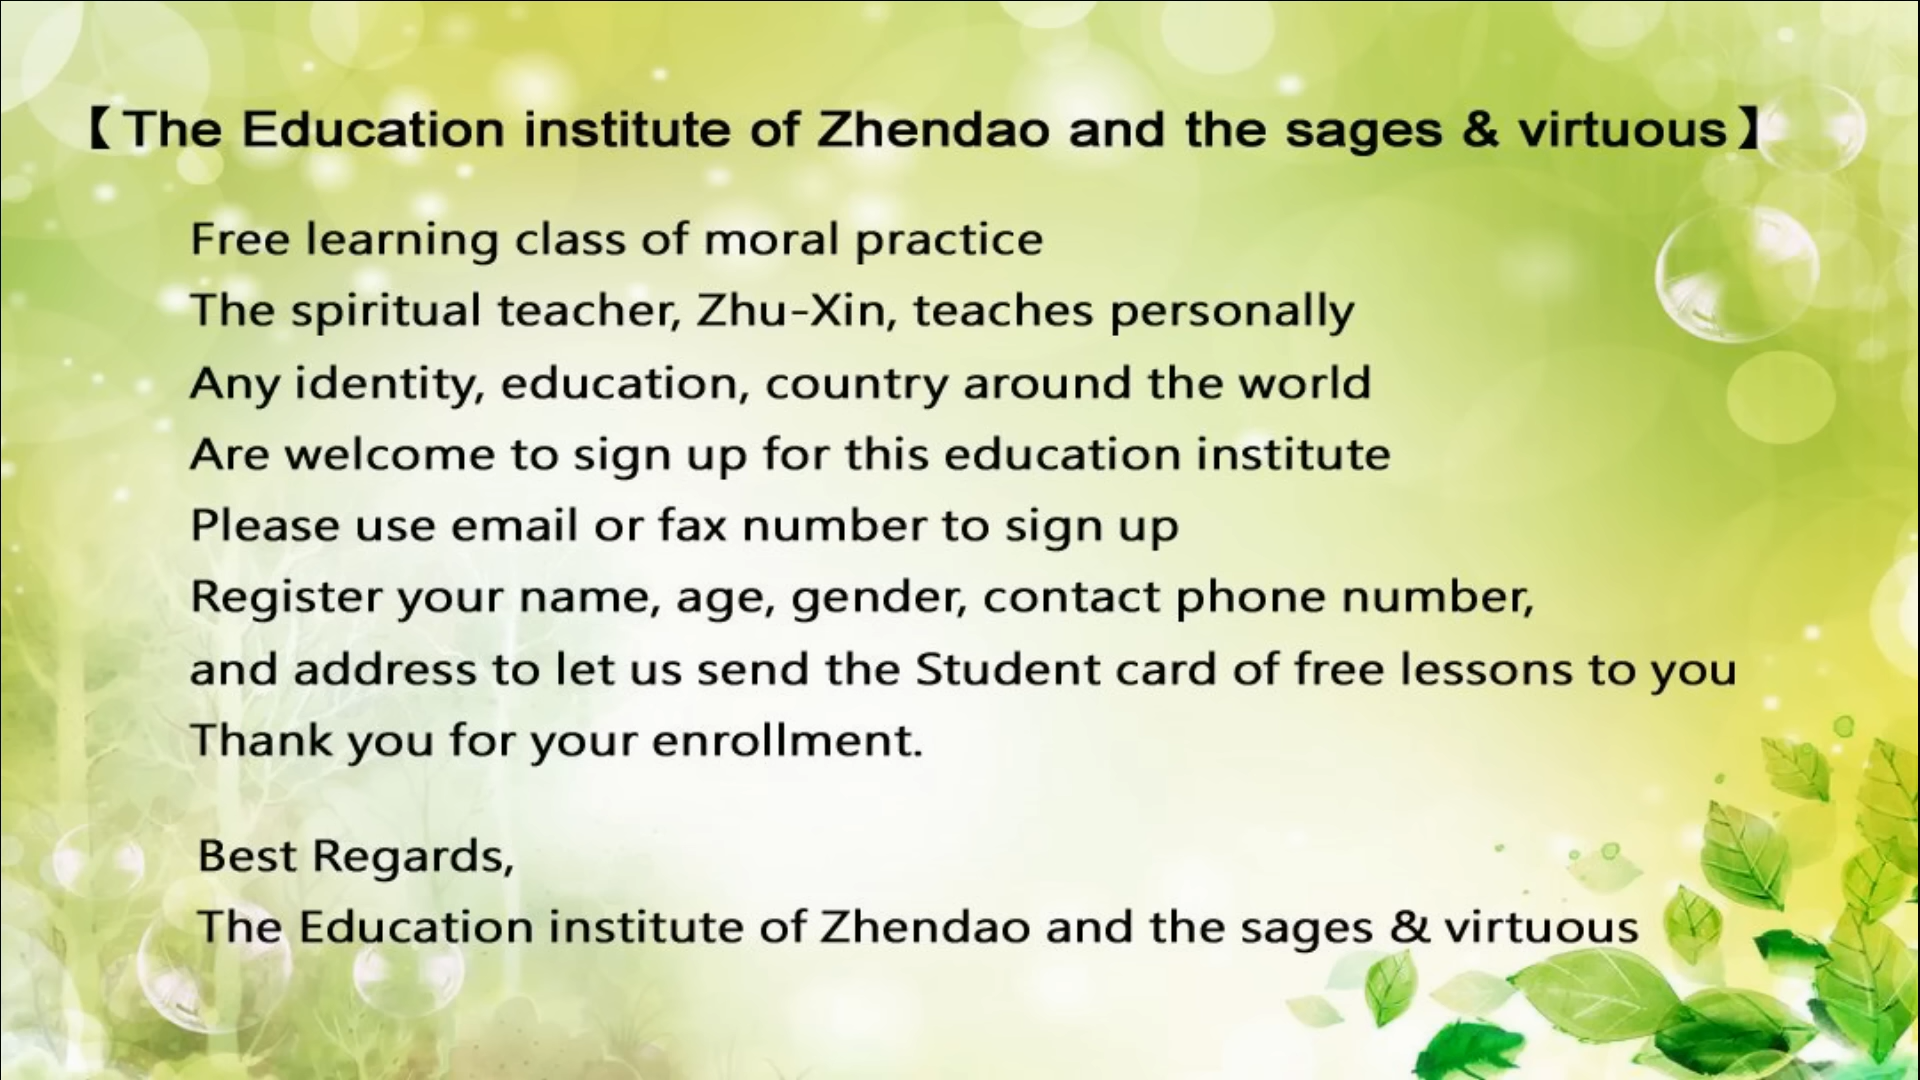 【The Education institute of Zhendao and the sages & virtuous】
Free learning class of moral practice
The spiritual teacher, Zhu-Xin, teaches personally
Any identity, education, country around the world
Are welcome to sign up for this education institute
Please use email or fax number to sign up
Register your name, age, gender, contact phone number,
and address to let us send the Student card of free lessons to you
Thank you for your enrollment.
Best Regards,
The Education institute of Zhendao and the sages & virtuous